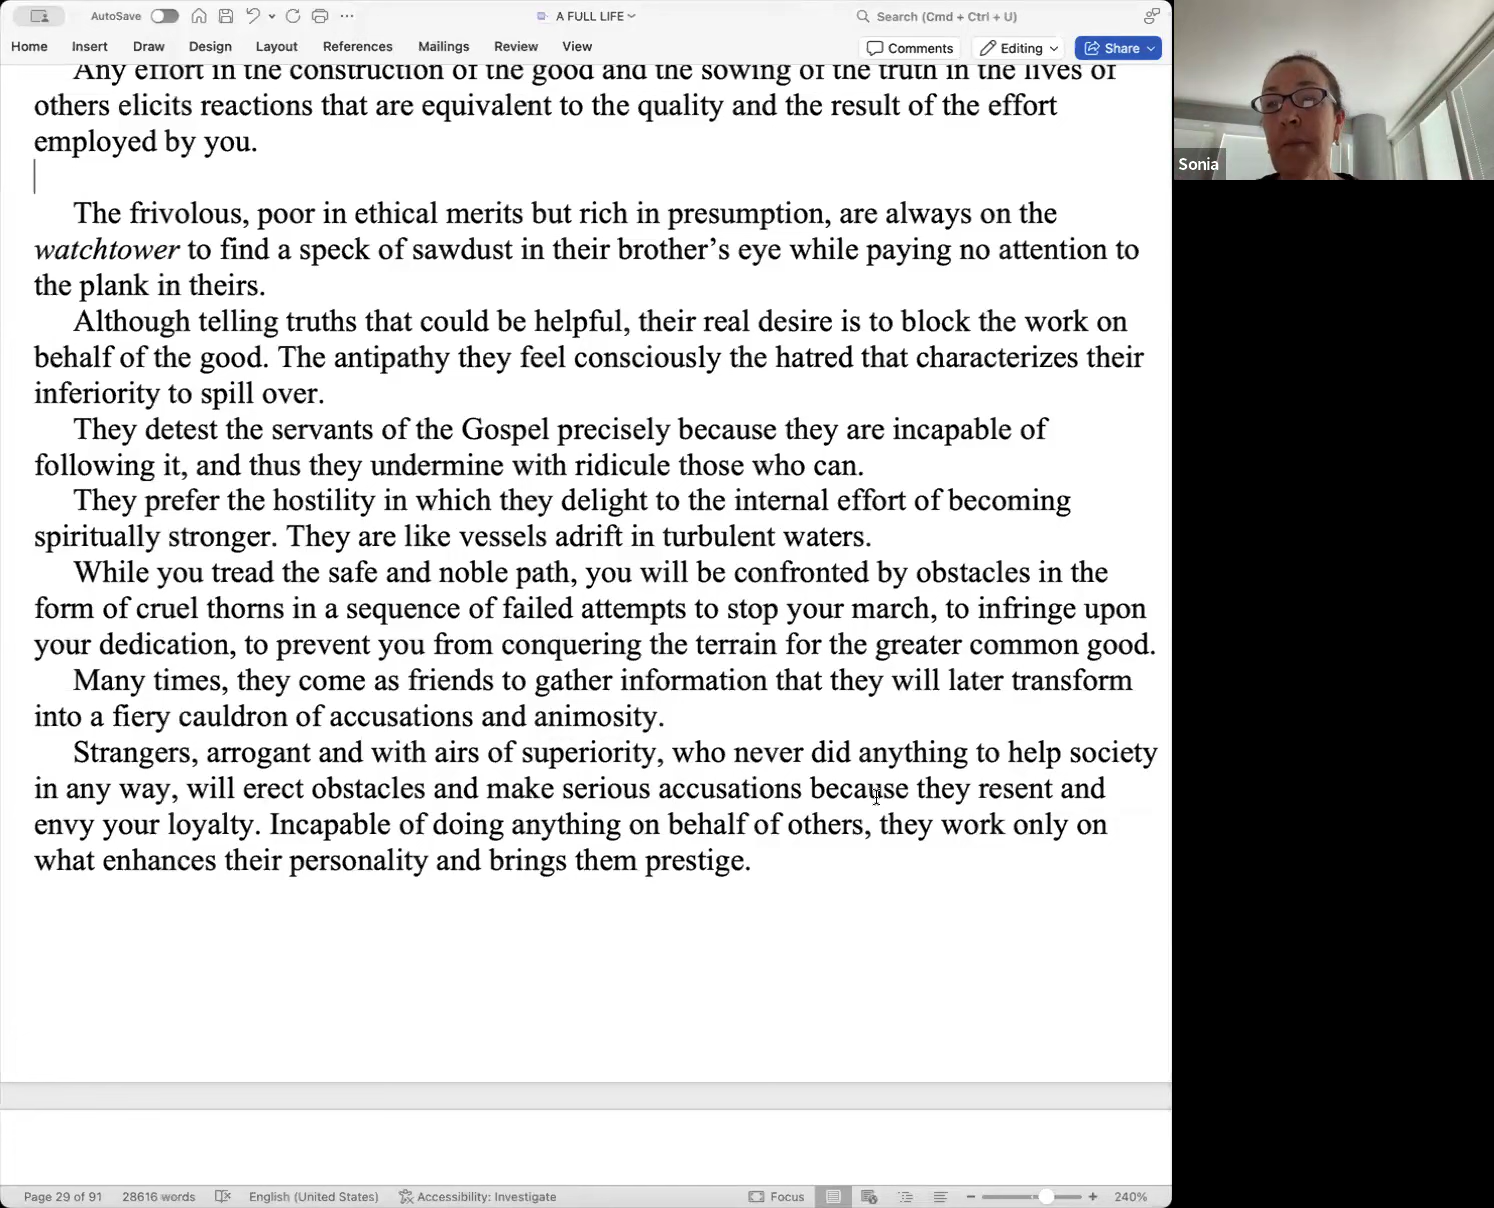 AutoSave
A FULL LIFE
Search (Cmd + Ctrl + U)
Home Insert Draw Design Layout References Mailings Review View
Comments Editing Share
Any effort in the construction of the good and the sowing of the truth in the lives of
others elicits reactions that are equivalent to the quality and the result of the effort
employed by you.
The frivolous, poor in ethical merits but rich in presumption, are always on the
watchtower to find a speck of sawdust in their brother’s eye while paying no attention to
the plank in theirs.
Although telling truths that could be helpful, their real desire is to block the work on
behalf of the good. The antipathy they feel consciously the hatred that characterizes their
inferiority to spill over.
They detest the servants of the Gospel precisely because they are incapable of
following it, and thus they undermine with ridicule those who can.
They prefer the hostility in which they delight to the internal effort of becoming
spiritually stronger. They are like vessels adrift in turbulent waters.
While you tread the safe and noble path, you will be confronted by obstacles in the
form of cruel thorns in a sequence of failed attempts to stop your march, to infringe upon
your dedication, to prevent you from conquering the terrain for the greater common good.
Many times, they come as friends to gather information that they will later transform
into a fiery cauldron of accusations and animosity.
Strangers, arrogant and with airs of superiority, who never did anything to help society
in any way, will erect obstacles and make serious accusations because they resent and
envy your loyalty. Incapable of doing anything on behalf of others, they work only on
what enhances their personality and brings them prestige.
Page 29 of 91 28616 words English (United States) Accessibility: Investigate Focus 240%
Sonia